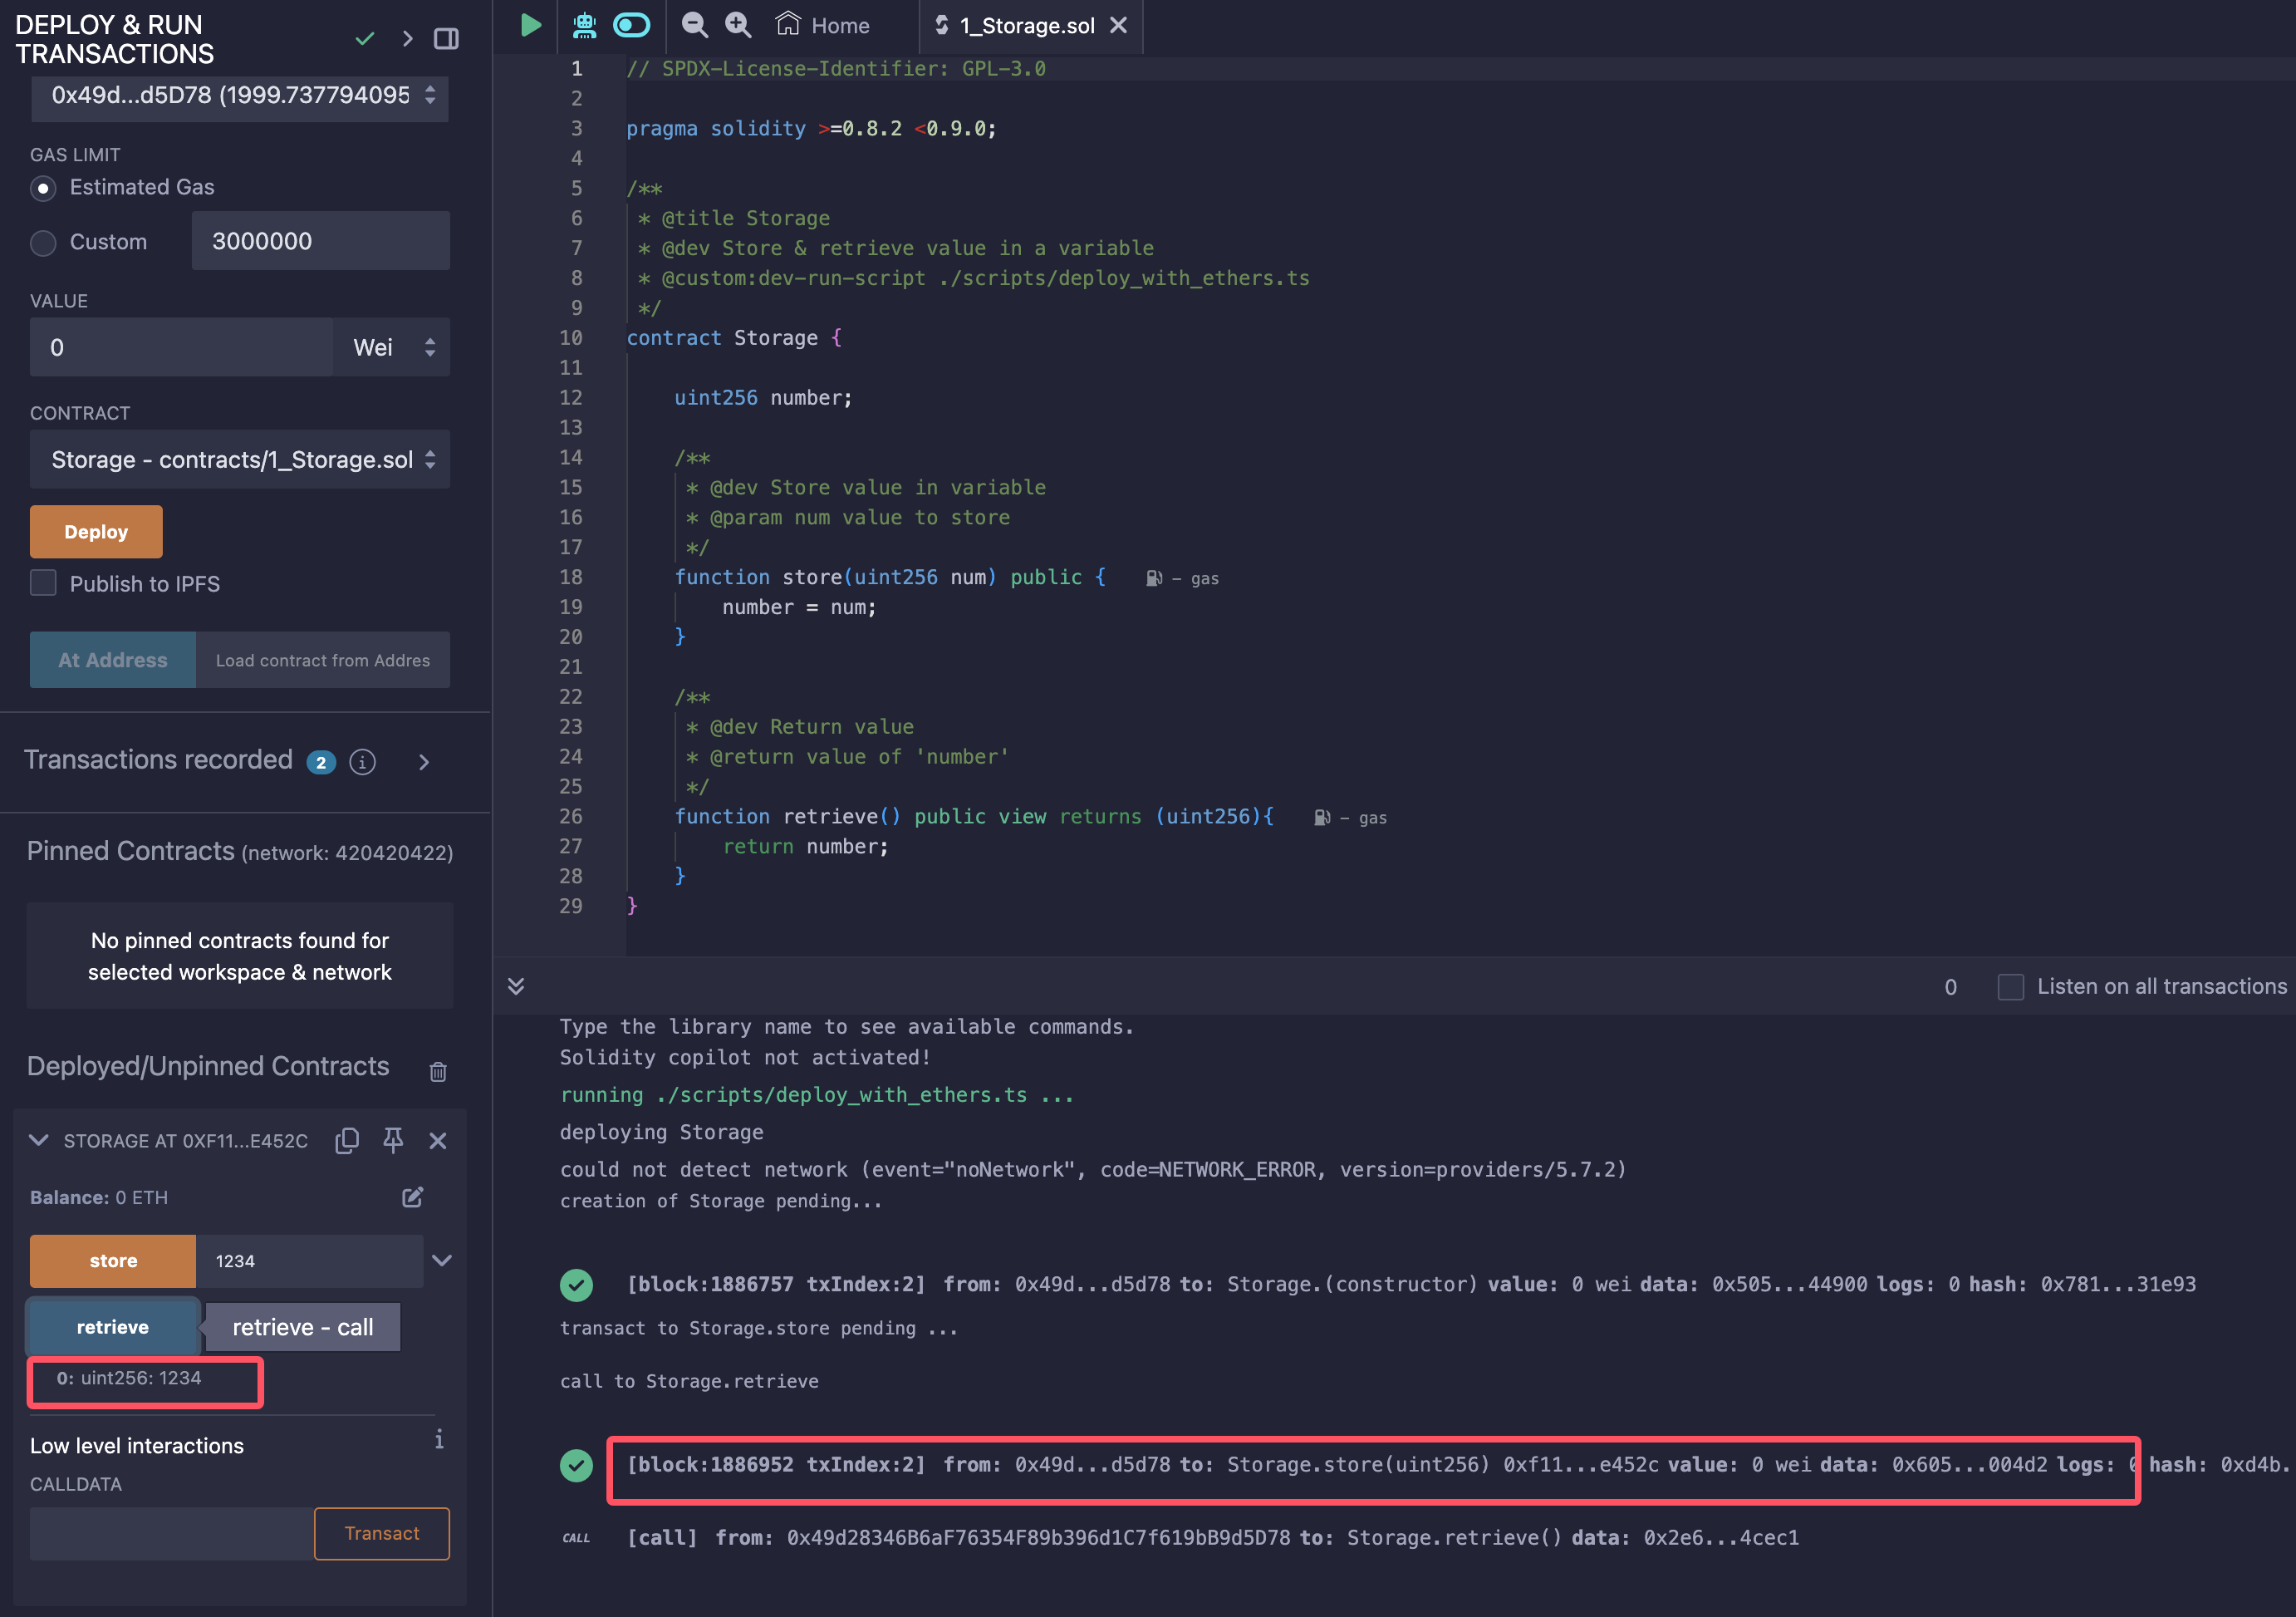 DEPLOY & RUN
TRANSACTIONS
0x49d...d5D78 (1999.737794095
GAS LIMIT
Estimated Gas
Custom
3000000
VALUE
0
Wei
CONTRACT
Storage - contracts/1_Storage.sol
Deploy
Publish to IPFS
At Address
Load contract from Addres
Transactions recorded 2 i
Pinned Contracts (network: 420420422)
No pinned contracts found for
selected workspace & network
Deployed/Unpinned Contracts
STORAGE AT 0XF11...E452C
Balance: 0 ETH
store
1234
retrieve
retrieve - call
0: uint256: 1234
Low level interactions
i
CALLDATA
Transact
Home
1_Storage.sol
1 // SPDX-License-Identifier: GPL-3.0
2
3 pragma solidity >=0.8.2 <0.9.0;
4
5 /**
6 * @title Storage
7 * @dev Store & retrieve value in a variable
8 * @custom:dev-run-script ./scripts/deploy_with_ethers.ts
9 */
10 contract Storage {
11
12 uint256 number;
13
14 /**
15 * @dev Store value in variable
16 * @param num value to store
17 */
18 function store(uint256 num) public { – gas
19 number = num;
20 }
21
22 /**
23 * @dev Return value
24 * @return value of 'number'
25 */
26 function retrieve() public view returns (uint256){ – gas
27 return number;
28 }
29 }
0
Listen on all transactions
Type the library name to see available commands.
Solidity copilot not activated!
running ./scripts/deploy_with_ethers.ts ...
deploying Storage
could not detect network (event="noNetwork", code=NETWORK_ERROR, version=providers/5.7.2)
creation of Storage pending...
[block:1886757 txIndex:2] from: 0x49d...d5d78 to: Storage.(constructor) value: 0 wei data: 0x505...44900 logs: 0 hash: 0x781...31e93
transact to Storage.store pending ...
call to Storage.retrieve
[block:1886952 txIndex:2] from: 0x49d...d5d78 to: Storage.store(uint256) 0xf11...e452c value: 0 wei data: 0x605...004d2 logs: 0 hash: 0xd4b.
CALL [call] from: 0x49d28346B6aF76354F89b396d1C7f619bB9d5D78 to: Storage.retrieve() data: 0x2e6...4cec1